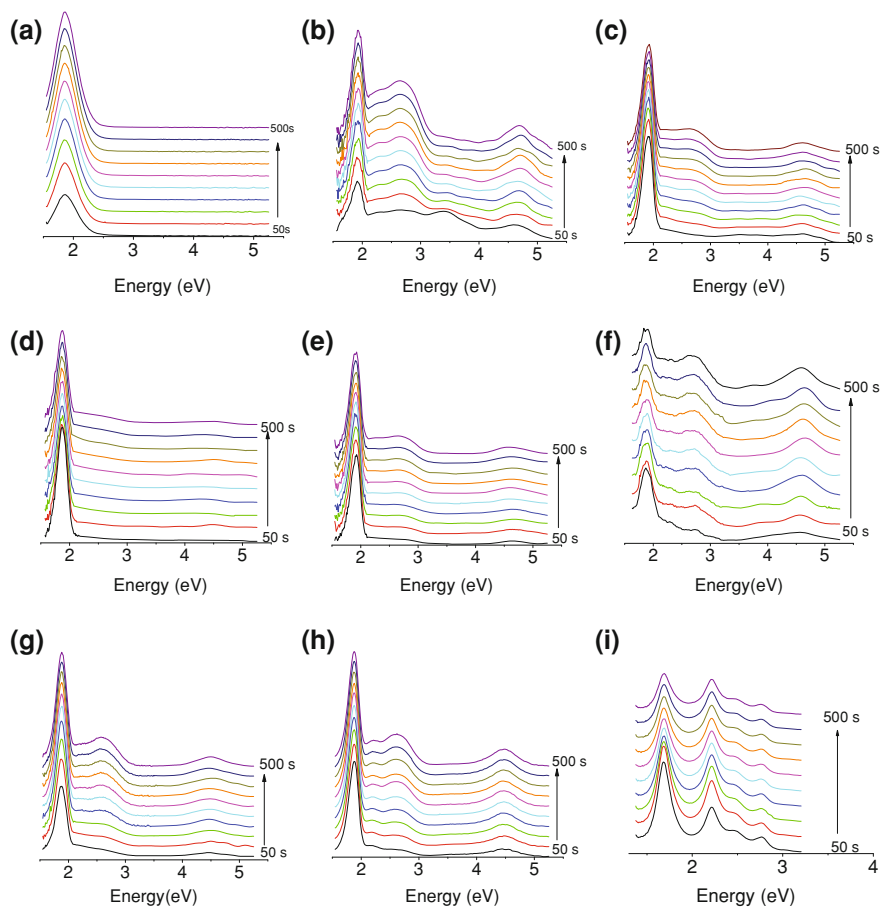 (a)
500s
50s
2 3 4 5
Energy (eV)
(b)
500 s
50 s
2 3 4 5
Energy (eV)
(c)
500 s
50 s
2 3 4 5
Energy (eV)
(d)
500 s
50 s
2 3 4 5
Energy (eV)
(e)
500 s
50 s
2 3 4 5
Energy (eV)
(f)
500 s
50 s
2 3 4 5
Energy(eV)
(g)
500 s
50 s
2 3 4 5
Energy(eV)
(h)
500 s
50 s
2 3 4 5
Energy (eV)
(i)
500 s
50 s
2 3 4
Energy (eV)